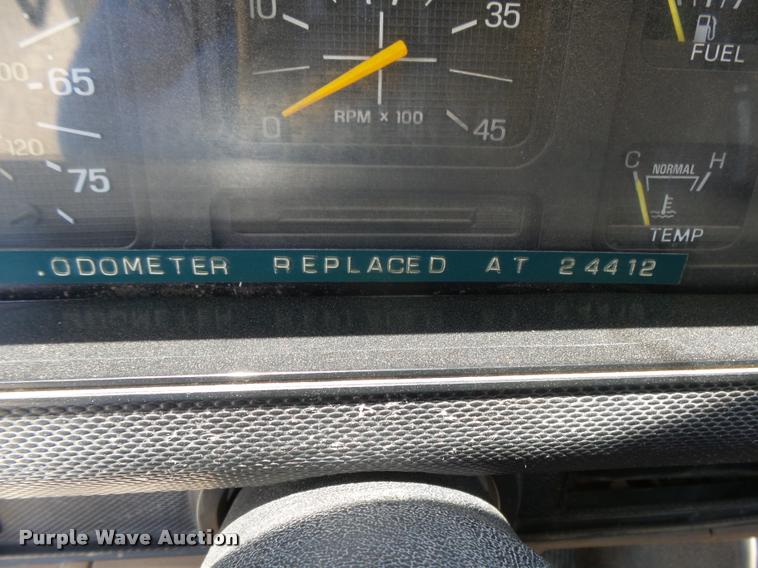 10 35
00 65
FUEL
0 RPM x 100 45
120
75
C NORMAL H
TEMP
.ODOMETER REPLACED AT 24412
Purple Wave Auction®